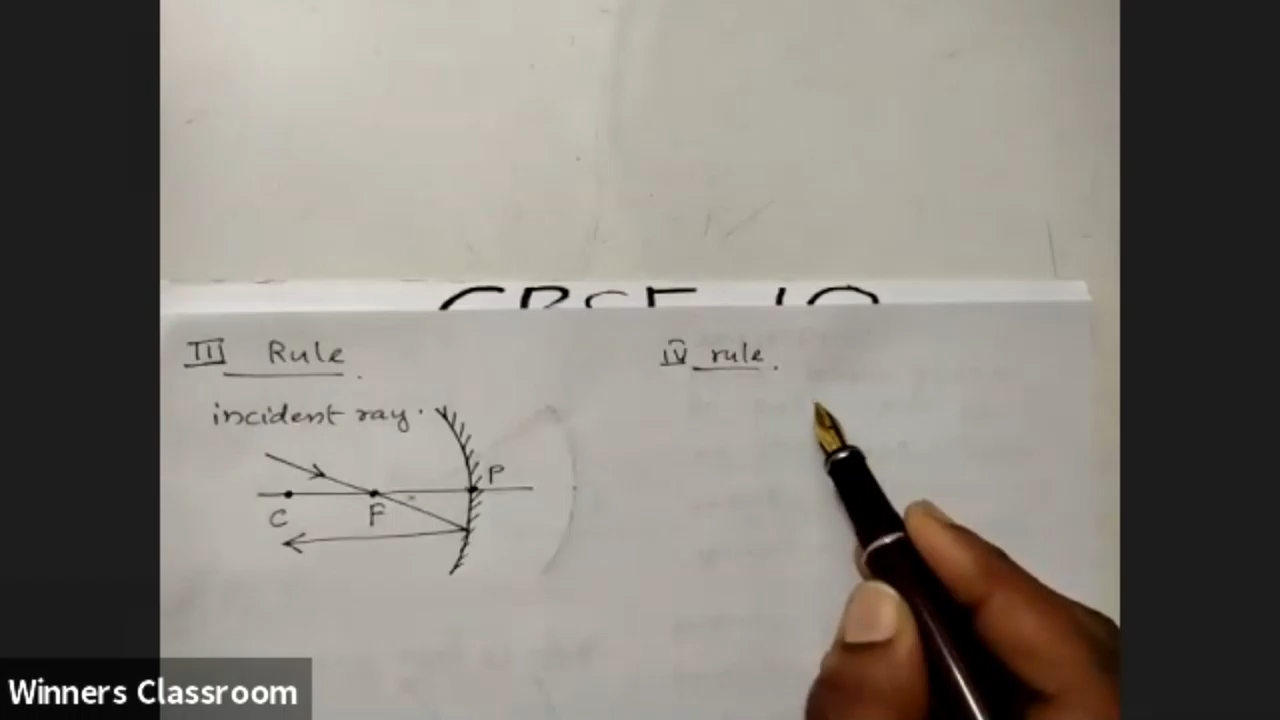 III Rule.
IV rule.
incident ray.
P
C F
Winners Classroom